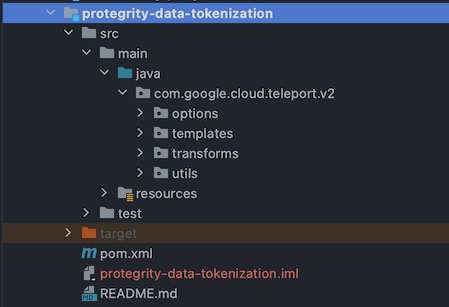 protegrity-data-tokenization
src
main
java
com.google.cloud.teleport.v2
options
templates
transforms
utils
resources
test
target
pom.xml
protegrity-data-tokenization.iml
README.md